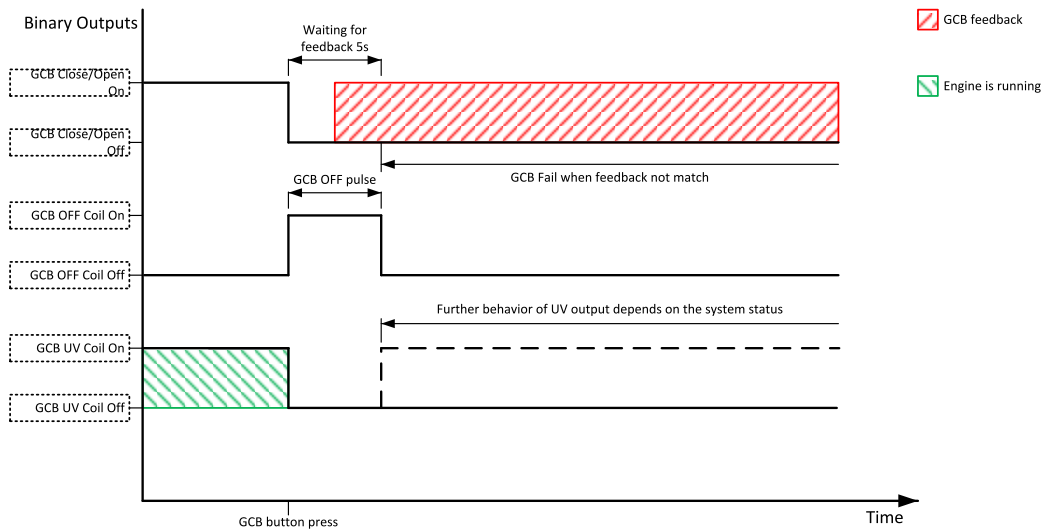 Binary Outputs
Waiting for
feedback 5s
GCB feedback
Engine is running
GCB Close/Open
On
GCB Close/Open
Off
GCB Fail when feedback not match
GCB OFF pulse
GCB OFF Coil On
GCB OFF Coil Off
Further behavior of UV output depends on the system status
GCB UV Coil On
GCB UV Coil Off
Time
GCB button press